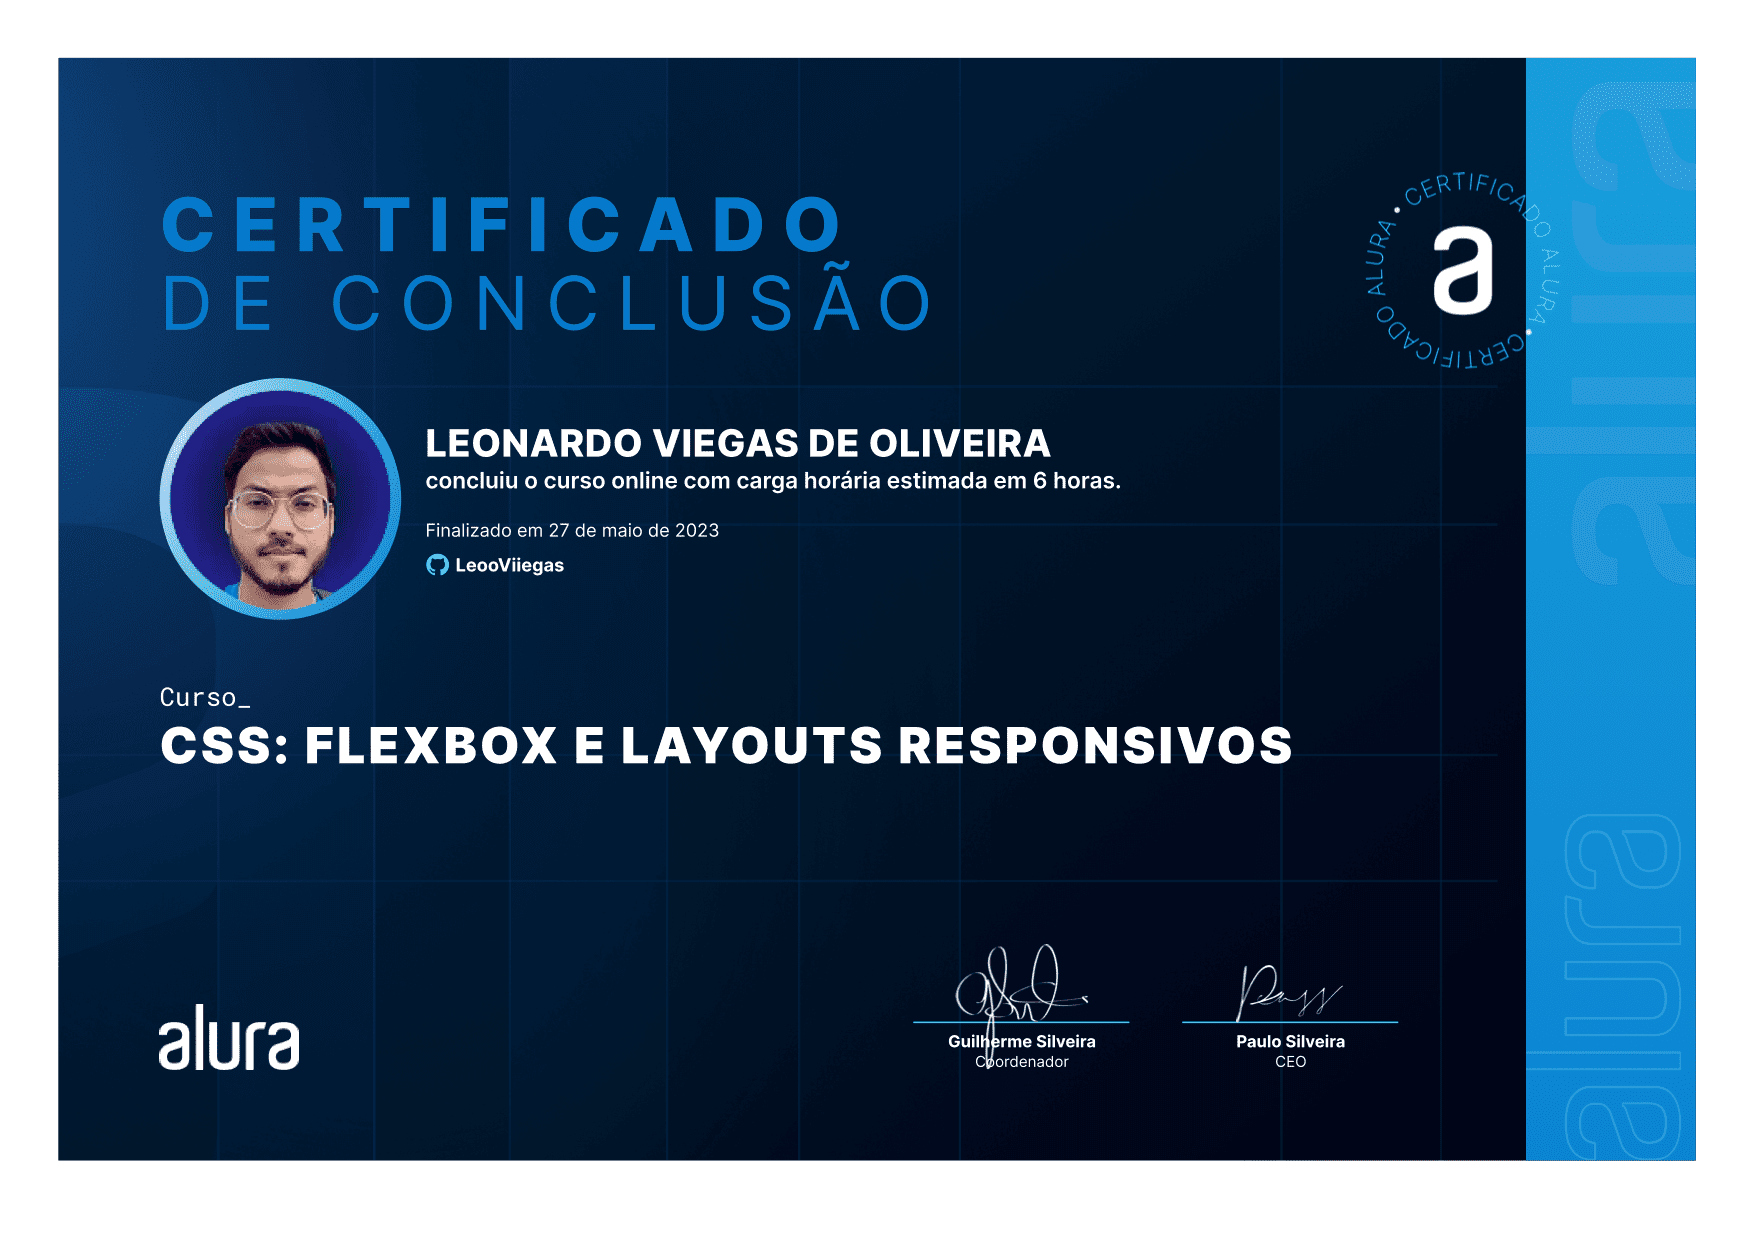 CERTIFICADO
DE CONCLUSÃO
CERTIFICADO ALURA • CERTIFICADO ALURA •
a
LEONARDO VIEGAS DE OLIVEIRA
concluiu o curso online com carga horária estimada em 6 horas.
Finalizado em 27 de maio de 2023
LeooViiegas
Curso_
CSS: FLEXBOX E LAYOUTS RESPONSIVOS
alura
Guilherme Silveira
Coordenador
Paulo Silveira
CEO
alura
alura